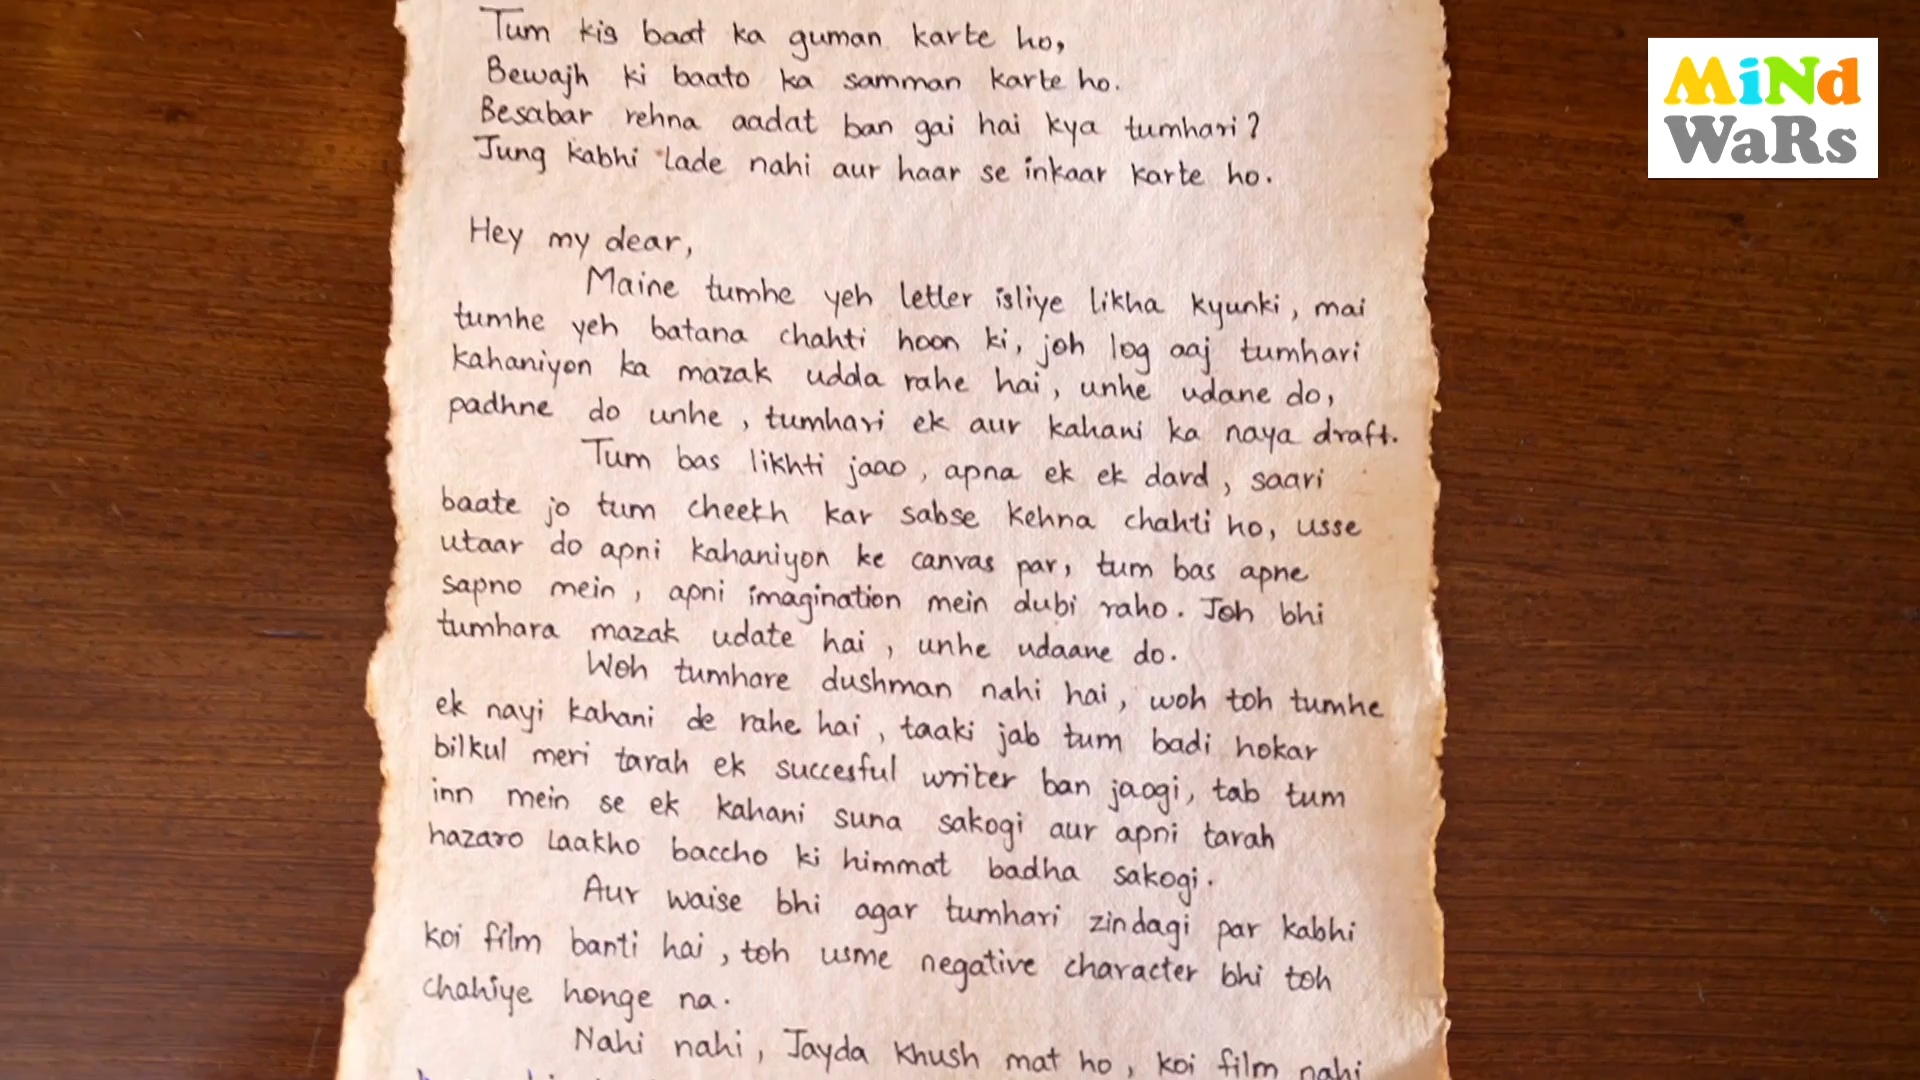 Tum kis baat ka guman karte ho,
Bewajh ki baato ka samman karte ho.
Besabar rehna aadat ban gai hai kya tumhari?
Jung kabhi lade nahi aur haar se inkaar karte ho.
Hey my dear,
Maine tumhe yeh letter isliye likha kyunki, mai
tumhe yeh batana chahti hoon ki, joh log aaj tumhari
kahaniyon ka mazak udda rahe hai, unhe udane do,
padhne do unhe, tumhari ek aur kahani ka naya draft.
Tum bas likhti jaao, apna ek ek dard, saari
baate jo tum cheekh kar sabse kehna chahti ho, usse
utaar do apni kahaniyon ke canvas par, tum bas apne
sapno mein, apni imagination mein dubi raho. Joh bhi
tumhara mazak udate hai, unhe udaane do.
Woh tumhare dushman nahi hai, woh toh tumhe
ek nayi kahani de rahe hai, taaki jab tum badi hokar
bilkul meri tarah ek succesful writer ban jaogi, tab tum
inn mein se ek kahani suna sakogi aur apni tarah
hazaro laakho baccho ki himmat badha sakogi.
Aur waise bhi agar tumhari zindagi par kabhi
koi film banti hai, toh usme negative character bhi toh
chahiye honge na.
Nahi nahi, Jayda khush mat ho, koi film nahi
MiNd
WaRs